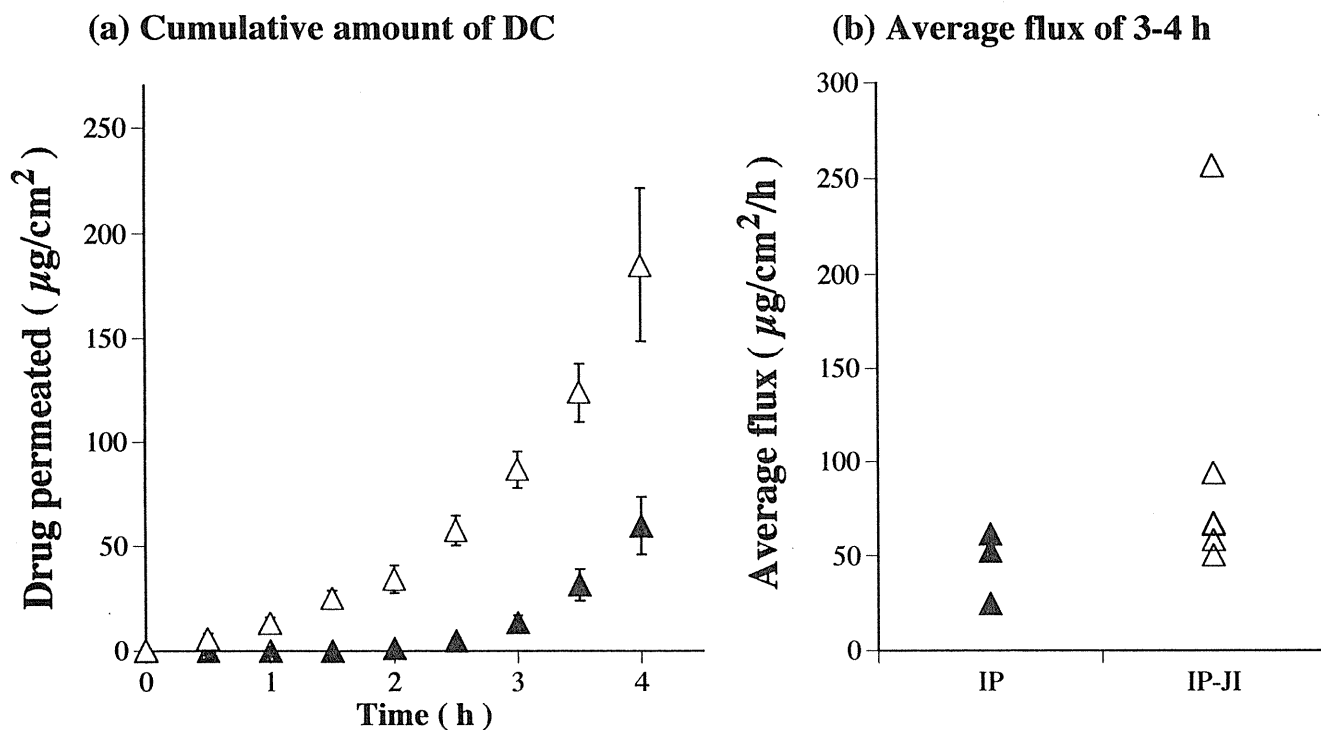 (a) Cumulative amount of DC
Drug permeated ( µg/cm²)
250
200
150
100
50
0
0 1 2 3 4
Time ( h )
(b) Average flux of 3-4 h
Average flux ( µg/cm²/h )
300
250
200
150
100
50
0
IP IP-JI